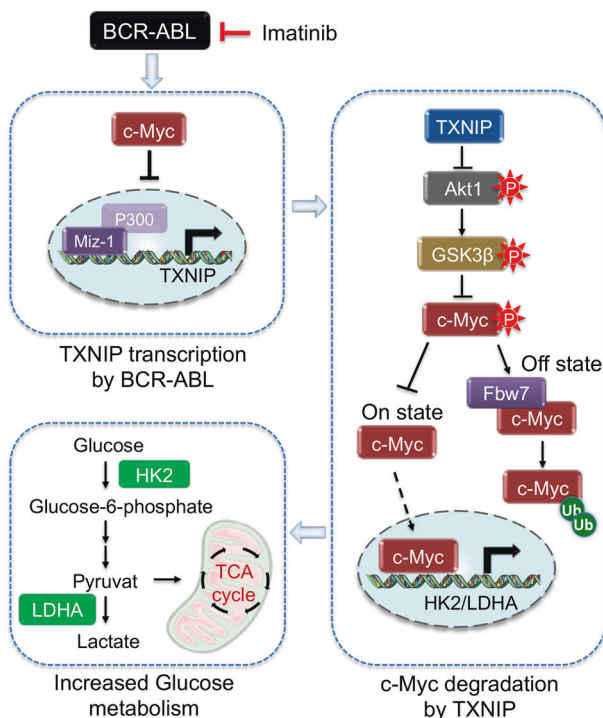 BCR-ABL
Imatinib
c-Myc
P300
Miz-1
TXNIP
TXNIP transcription
by BCR-ABL
TXNIP
Akt1
P
GSK3β
P
c-Myc
P
Off state
Fbw7
c-Myc
On state
c-Myc
c-Myc
Ub
Ub
c-Myc
HK2/LDHA
c-Myc degradation
by TXNIP
Glucose
HK2
Glucose-6-phosphate
Pyruvat
TCA
cycle
LDHA
Lactate
Increased Glucose
metabolism